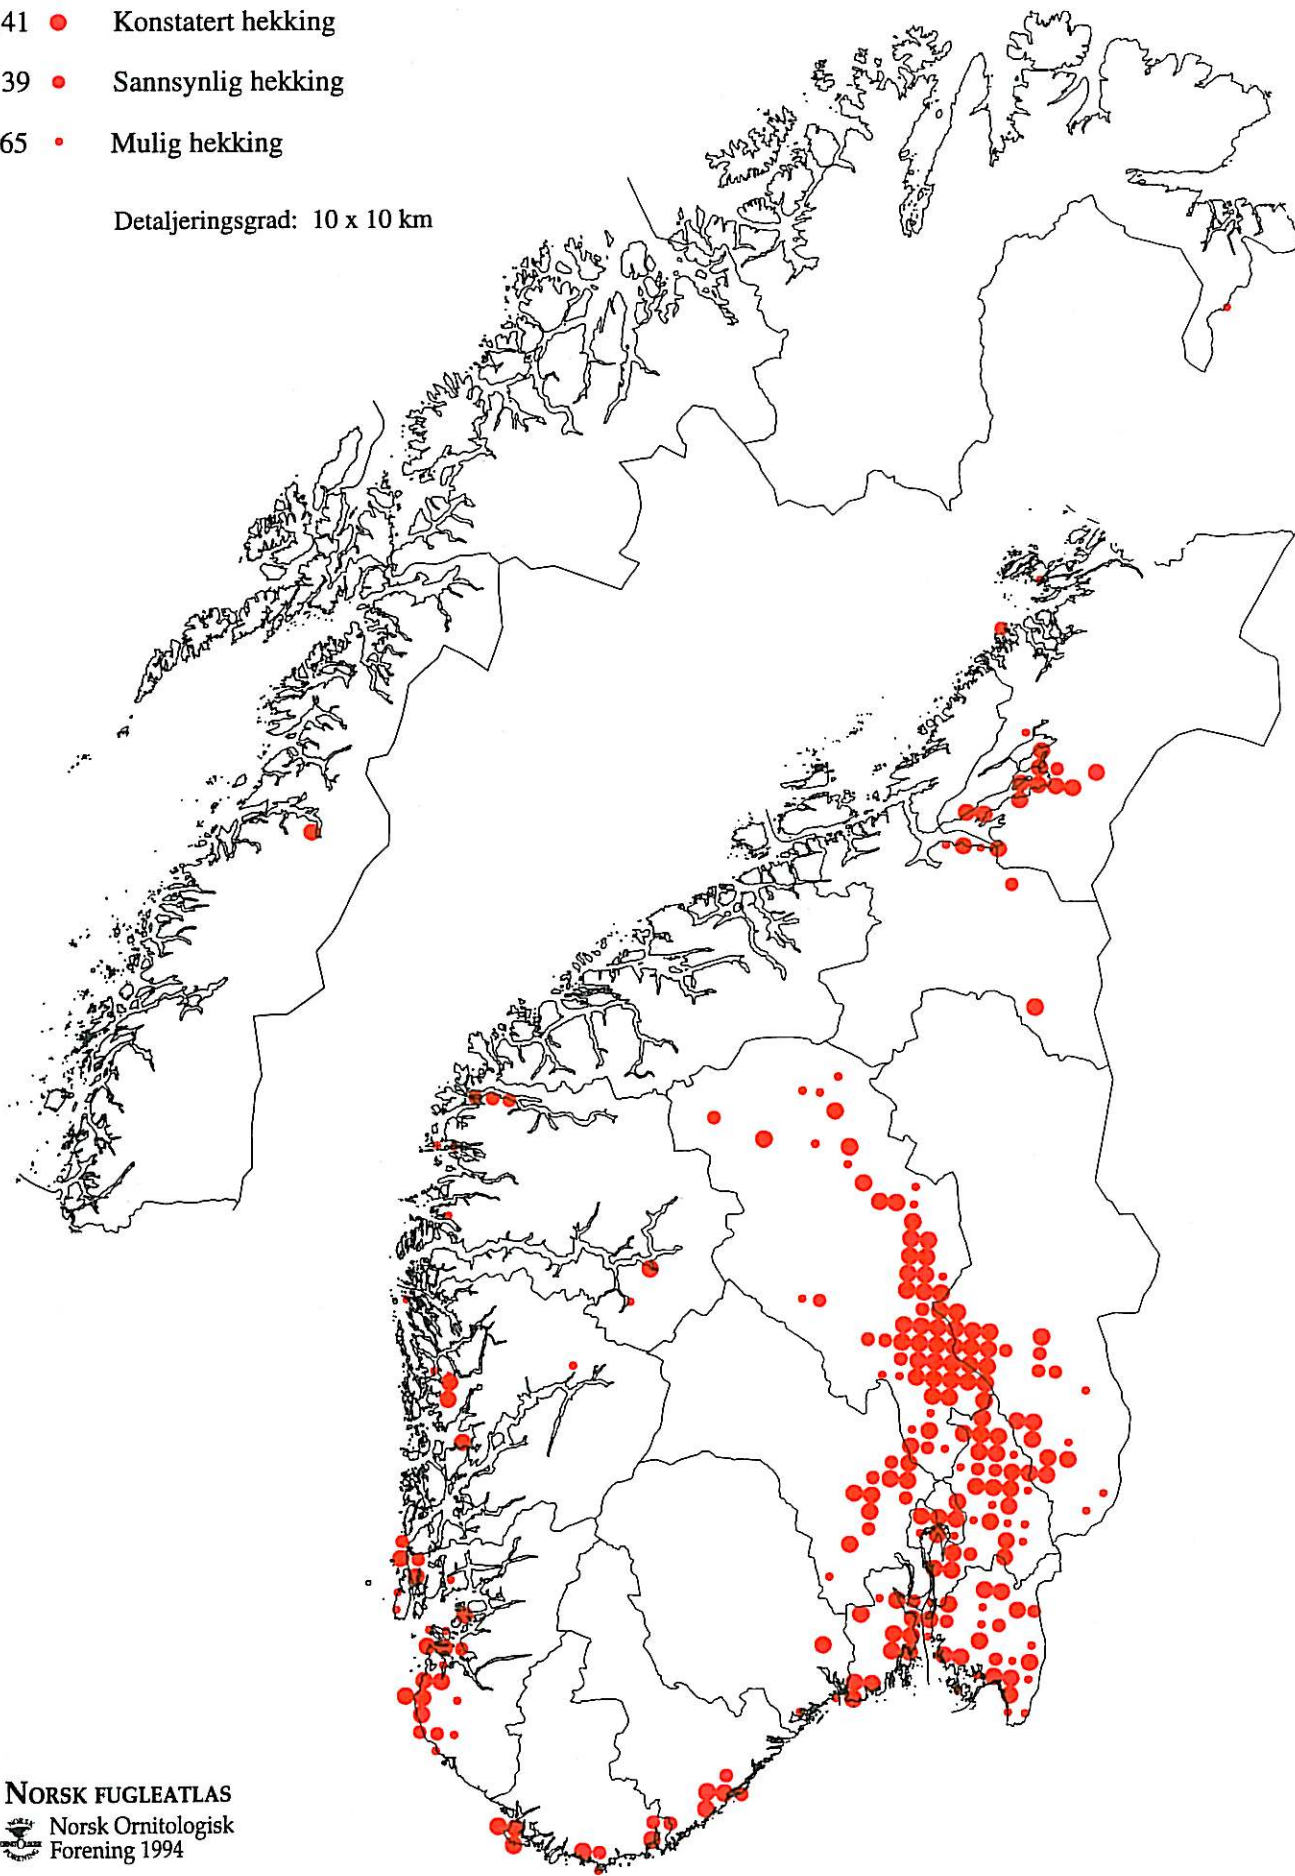 41 Konstatert hekking
39 Sannsynlig hekking
65 Mulig hekking
Detaljeringsgrad: 10 x 10 km
NORSK FUGLEATLAS
Norsk Ornitologisk
Forening 1994